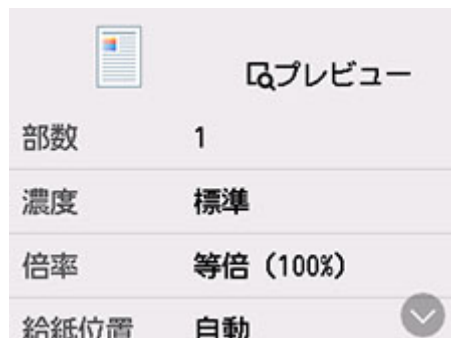 プレビュー
部数 1
濃度 標準
倍率 等倍 (100%)
給紙位置 自動